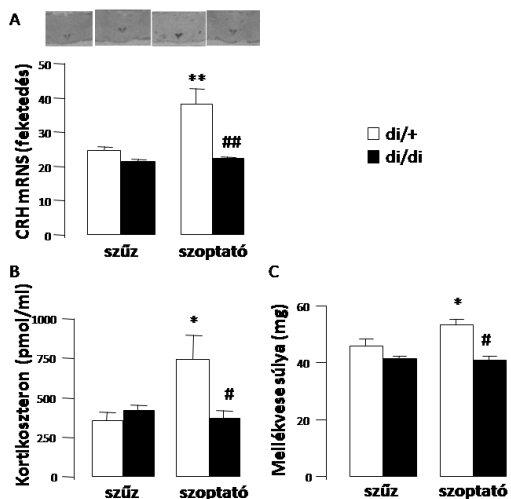 A
CRH mRNS (feketedés)
50
40
30
20
10
0
**
##
szűz
szoptató
di/+
di/di
B
Kortikoszteron (pmol/ml)
1000
750
500
250
0
*
#
szűz
szoptató
C
Mellékvese súlya (mg)
60
40
20
0
*
#
szűz
szoptató